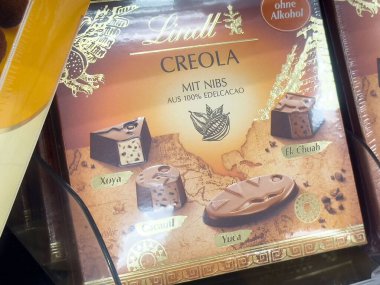 ohne
Alkohol
Lindt
CREOLA
MIT NIBS
AUS 100% EDELCACAO
Ek Chuah
Xoya
Yuca